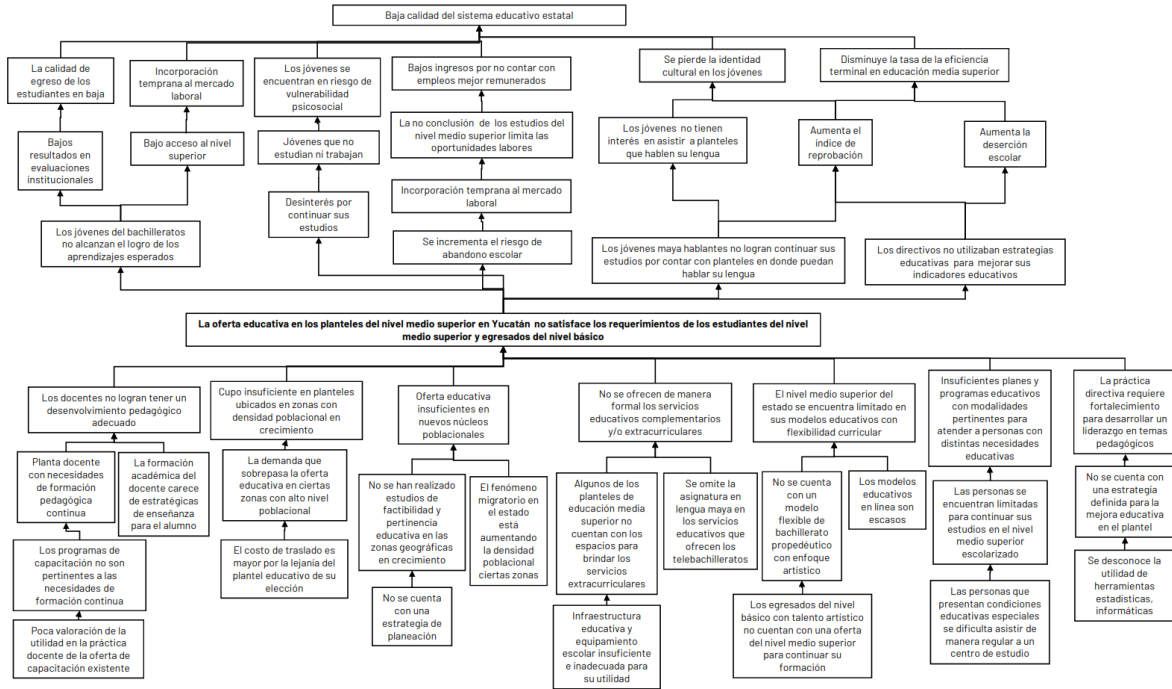 Baja calidad del sistema educativo estatal
La calidad de
egreso de los
estudiantes en baja
Incorporación
temprana al mercado
laboral
Los jóvenes se
encuentran en riesgo de
vulnerabilidad
psicosocial
Bajos ingresos por no contar con
empleos mejor remunerados
Se pierde la identidad
cultural en los jóvenes
Disminuye la tasa de la eficiencia
terminal en educación media superior
Bajos
resultados en
evaluaciones
institucionales
Bajo acceso al nivel
superior
Jóvenes que no
estudian ni trabajan
La no conclusión de los estudios del
nivel medio superior limita las
oportunidades labores
Los jóvenes no tienen
interés en asistir a planteles
que hablen su lengua
Aumenta el
índice de
reprobación
Aumenta la
deserción
escolar
Desinterés por
continuar sus
estudios
Incorporación temprana al mercado
laboral
Los jóvenes del bachilleratos
no alcanzan el logro de los
aprendizajes esperados
Se incrementa el riesgo de
abandono escolar
Los jóvenes maya hablantes no logran continuar sus
estudios por contar con planteles en donde puedan
hablar su lengua
Los directivos no utilizaban estrategias
educativas para mejorar sus
indicadores educativos
La oferta educativa en los planteles del nivel medio superior en Yucatán no satisface los requerimientos de los estudiantes del nivel
medio superior y egresados del nivel básico
Los docentes no logran tener un
desenvolvimiento pedagógico
adecuado
Cupo insuficiente en planteles
ubicados en zonas con
densidad poblacional en
crecimiento
Oferta educativa
insuficientes en
nuevos núcleos
poblacionales
No se ofrecen de manera
formal los servicios
educativos complementarios
y/o extracurriculares
El nivel medio superior del
estado se encuentra limitado en
sus modelos educativos con
flexibilidad curricular
Insuficientes planes y
programas educativos
con modalidades
pertinentes para
atender a personas con
distintas necesidades
educativas
La práctica
directiva requiere
fortalecimiento
para desarrollar un
liderazgo en temas
pedagógicos
Planta docente
con necesidades
de formación
pedagógica
continua
La formación
académica del
docente carece
de estratégicas
de enseñanza
para el alumno
La demanda que
sobrepasa la oferta
educativa en ciertas
zonas con alto nivel
poblacional
No se han realizado
estudios de
factibilidad y
pertinencia
educativa en las
zonas geográficas
en crecimiento
El fenómeno
migratorio en
el estado
está
aumentando la
densidad
poblacional
ciertas zonas
Algunos de los
planteles de
educación media
superior no
cuentan con los
espacios para
brindar los
servicios
extracurriculares
Se omite la
asignatura en
lengua maya en los
servicios
educativos que
ofrecen los
telebachilleratos
No se cuenta
con un
modelo
flexible de
bachillerato
propedéutico
con enfoque
artístico
Los modelos
educativos
en línea son
escasos
Las personas se
encuentran limitadas
para continuar sus
estudios en el nivel
medio superior
escolarizado
No se cuenta con
una estrategia
definida para la
mejora educativa
en el plantel
Los programas de
capacitación no son
pertinentes a las
necesidades de
formación continua
El costo de traslado es
mayor por la lejanía del
plantel educativo de su
elección
No se cuenta
con una
estrategia de
planeación
Infraestructura
educativa y
equipamiento
escolar insuficiente
e inadecuada para
su utilidad
Los egresados del nivel
básico con talento artístico
no cuentan con una oferta
del nivel medio superior
para continuar su
formación
Las personas que
presentan condiciones
educativas especiales
se dificulta asistir de
manera regular a un
centro de estudio
Se desconoce la
utilidad de
herramientas
estadísticas,
informáticas
Poca valoración de la
utilidad en la práctica
docente de la oferta de
capacitación existente